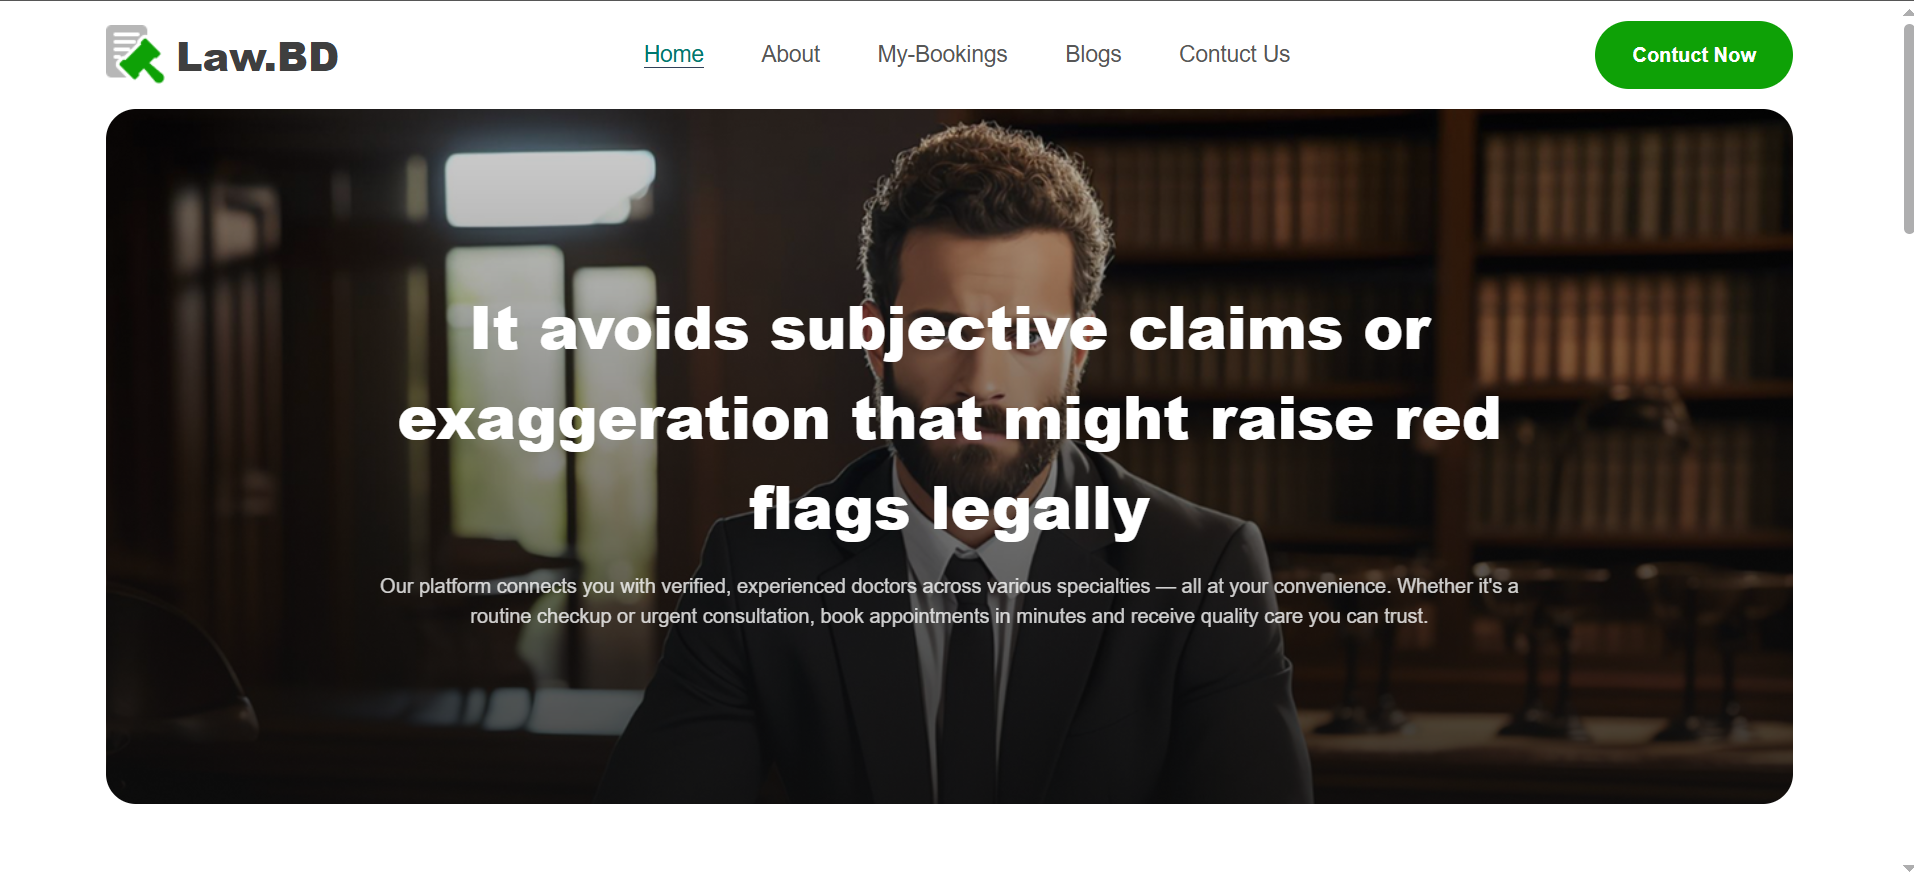 Law.BD
Home About My-Bookings Blogs Contuct Us
Contuct Now
It avoids subjective claims or
exaggeration that might raise red
flags legally
Our platform connects you with verified, experienced doctors across various specialties — all at your convenience. Whether it's a
routine checkup or urgent consultation, book appointments in minutes and receive quality care you can trust.